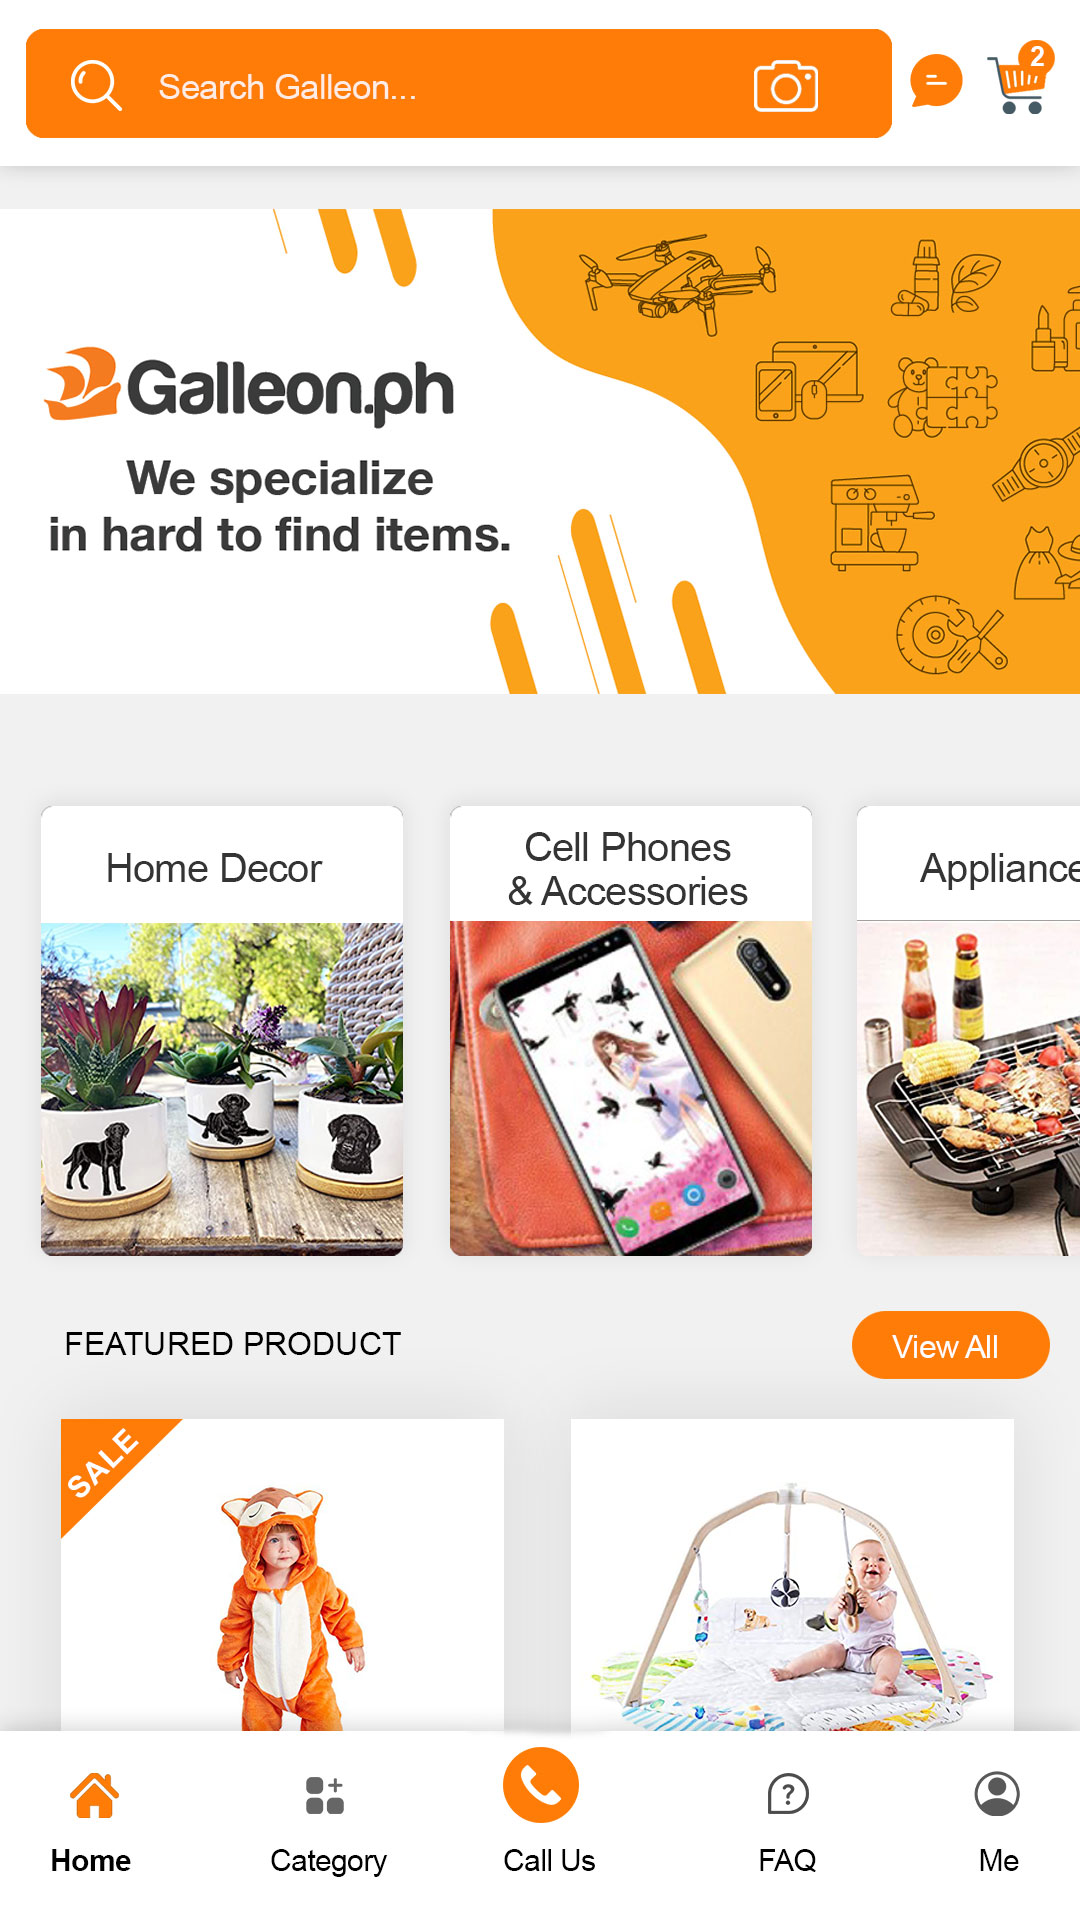 Search Galleon...
2
Galleon.ph
We specialize
in hard to find items.
Home Decor
Cell Phones
& Accessories
Appliance
FEATURED PRODUCT
View All
SALE
Home
Category
Call Us
FAQ
Me